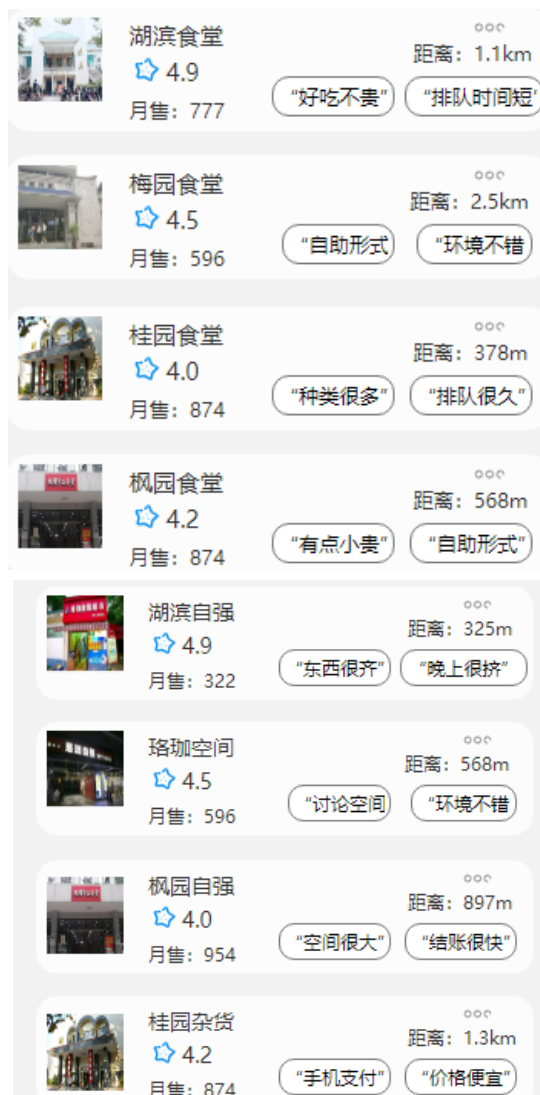 湖滨食堂
4.9
距离：1.1km
月售：777
“好吃不贵”
“排队时间短”
梅园食堂
4.5
距离：2.5km
月售：596
“自助形式
“环境不错
桂园食堂
4.0
距离：378m
月售：874
“种类很多”
“排队很久”
枫园食堂
4.2
距离：568m
月售：874
“有点小贵”
“自助形式”
湖滨自强
4.9
距离：325m
月售：322
“东西很齐”
“晚上很挤”
珞珈空间
4.5
距离：568m
月售：596
“讨论空间
“环境不错
枫园自强
4.0
距离：897m
月售：954
“空间很大”
“结账很快”
桂园杂货
4.2
距离：1.3km
月售：874
“手机支付”
“价格便宜”